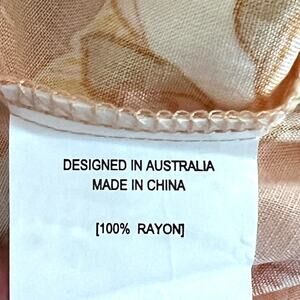 DESIGNED IN AUSTRALIA
MADE IN CHINA
[100% RAYON]